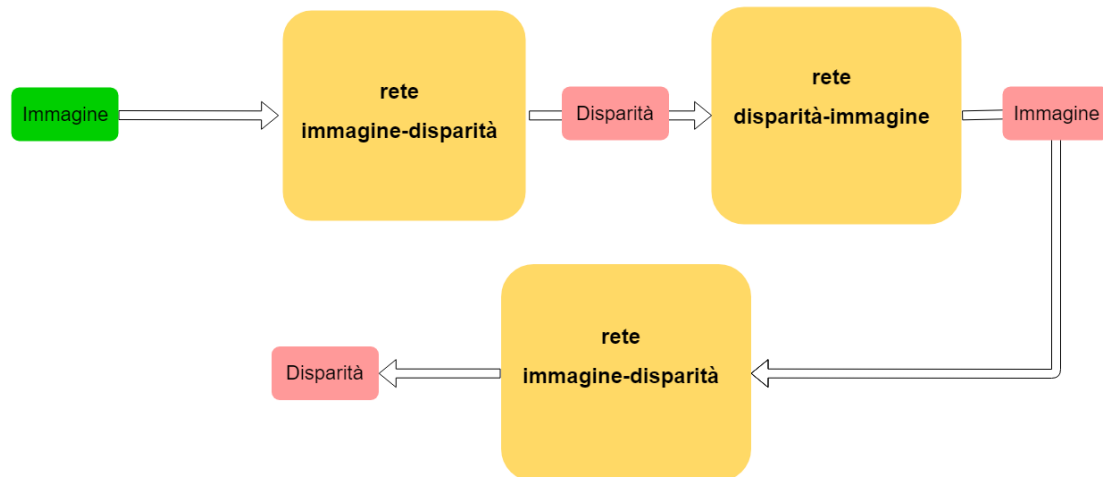 Immagine
rete
immagine-disparità
Disparità
rete
disparità-immagine
Immagine
rete
immagine-disparità
Disparità